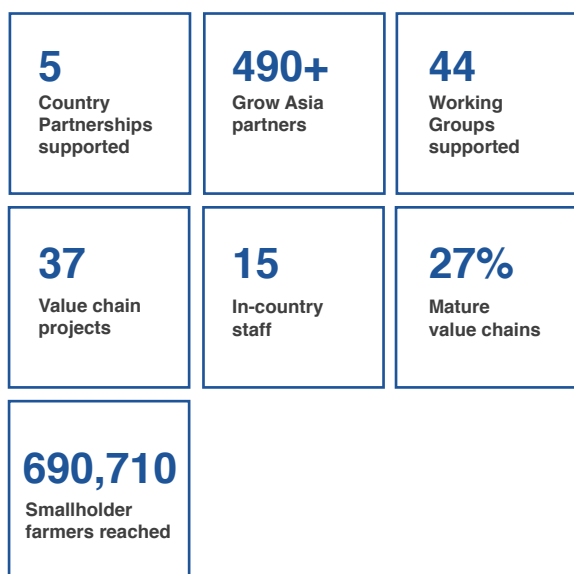 5
Country
Partnerships
supported
490+
Grow Asia
partners
44
Working
Groups
supported
37
Value chain
projects
15
In-country
staff
27%
Mature
value chains
690,710
Smallholder
farmers reached